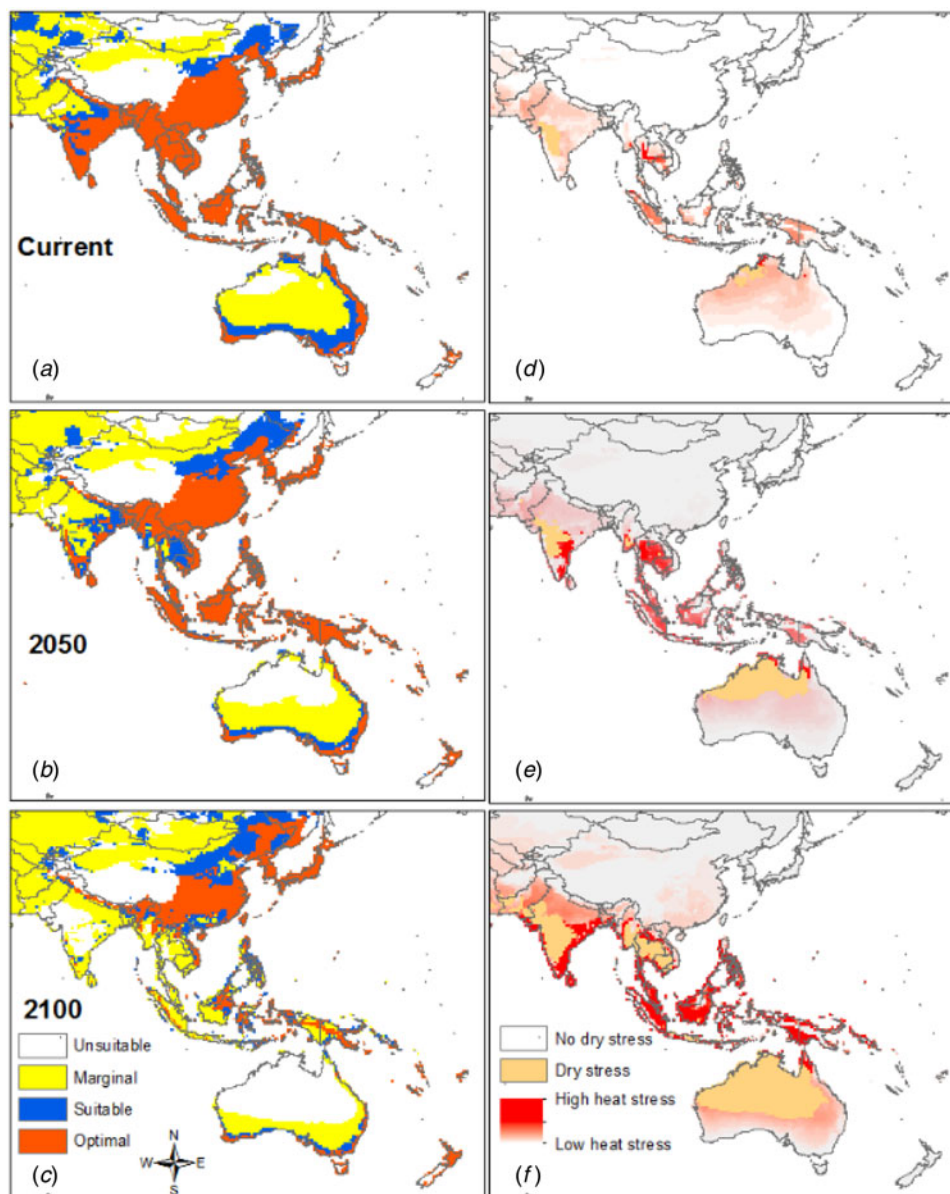 Current
(a)
(d)
2050
(b)
(e)
2100
Unsuitable
Marginal
Suitable
Optimal
N
W E
S
(c)
No dry stress
Dry stress
High heat stress
Low heat stress
(f)